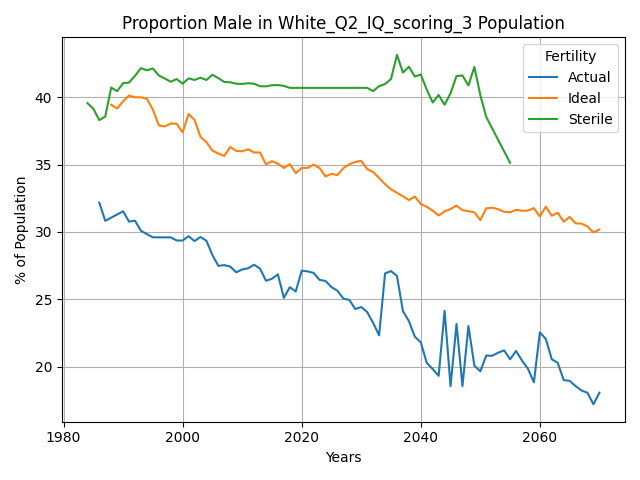 Proportion Male in White_Q2_IQ_scoring_3 Population
Fertility
Actual
Ideal
Sterile
% of Population
40
35
30
25
20
1980
2000
2020
2040
2060
Years